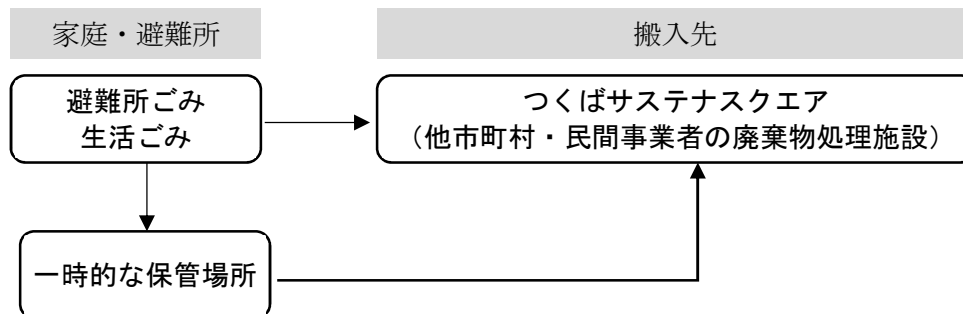 家庭・避難所
搬入先
避難所ごみ
生活ごみ
つくばサステナスクエア
（他市町村・民間事業者の廃棄物処理施設）
一時的な保管場所